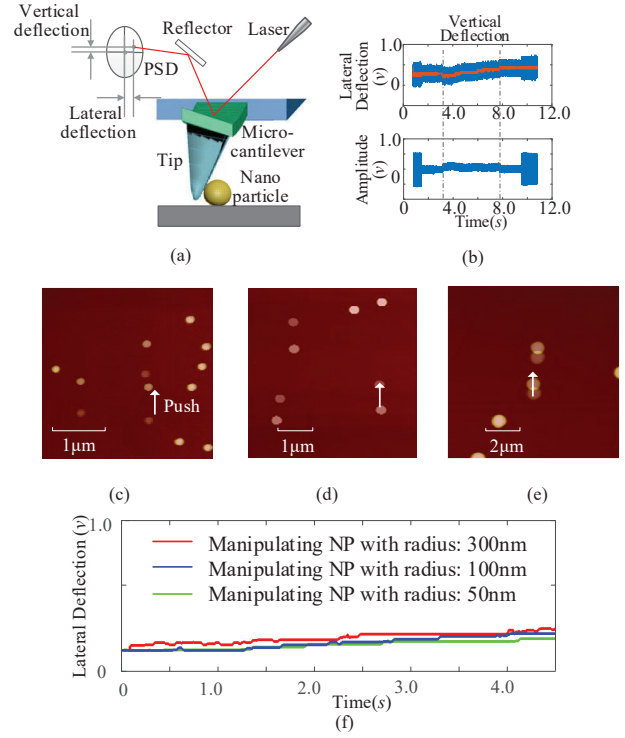 Vertical
deflection
Reflector
Laser
PSD
Lateral
deflection
Micro-
cantilever
Tip
Nano
particle
(a)
Vertical
Deflection
Lateral
Deflection
(v)
1.0
0
0
4.0
8.0
12.0
Amplitude
(v)
1.0
0
0
4.0
8.0
12.0
Time(s)
(b)
Push
1μm
1μm
2μm
(c)
(d)
(e)
Lateral Deflection (v)
1.0
0
Manipulating NP with radius: 300nm
Manipulating NP with radius: 100nm
Manipulating NP with radius: 50nm
0
1.0
2.0
3.0
4.0
Time(s)
(f)